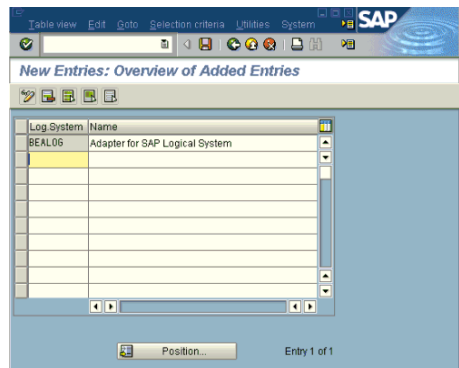 Table view Edit Goto Selection criteria Utilities System
SAP
New Entries: Overview of Added Entries
Log.System Name
BEALOG Adapter for SAP Logical System
Position... Entry 1 of 1